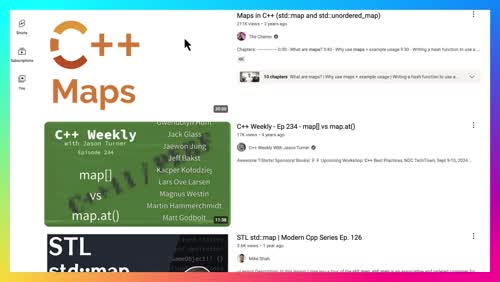 Shorts
Subscriptions
You
C++
Maps
20:00
Maps in C++ (std::map and std::unordered_map)
The Cherno
Chapters:
0:00 - What are maps? 3:40 - Why use maps + example usage 9:30 - Writing a hash function to use a...
4K
10 chapters What are maps? | Why use maps + example usage | Writing a hash function to use a...
C++ Weekly
with Jason Turner
Episode 234
map[]
vs
map.at()
C++11/
Gwendolyn Hunt
Jack Glass
Jaewon Jung
Jeff Bakst
Kacper Kołodziej
Lars Ove Larsen
Magnus Westin
Martin Hammerschmidt
Matt Godbolt
11:38
C++ Weekly - Ep 234 - map[] vs map.at()
17K views • 4 years ago
C++ Weekly With Jason Turner
Awesome T-Shirts! Sponsors! Books! Upcoming Workshop: C++ Best Practices, NDC TechTown, Sept 9-10, 2024...
STL
std::map
STL std::map | Modern Cpp Series Ep. 126
3.6K views • 1 year ago
Mike Shah